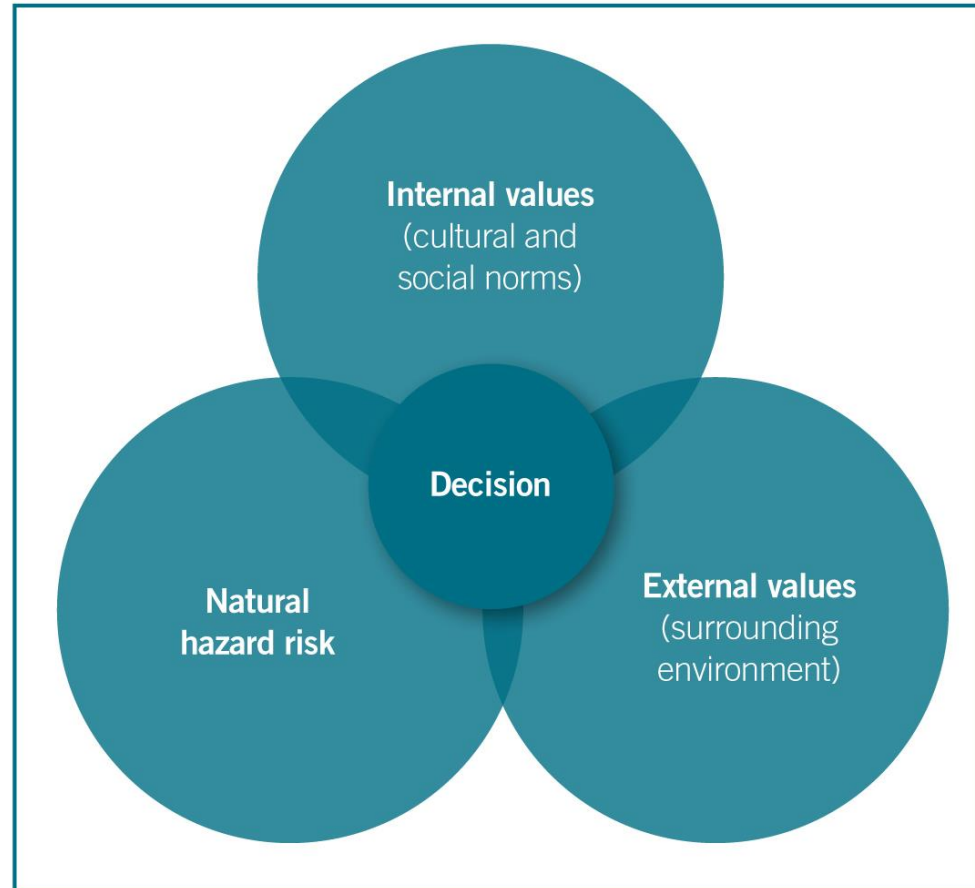 Internal values
(cultural and
social norms)
Decision
Natural
hazard risk
External values
(surrounding
environment)